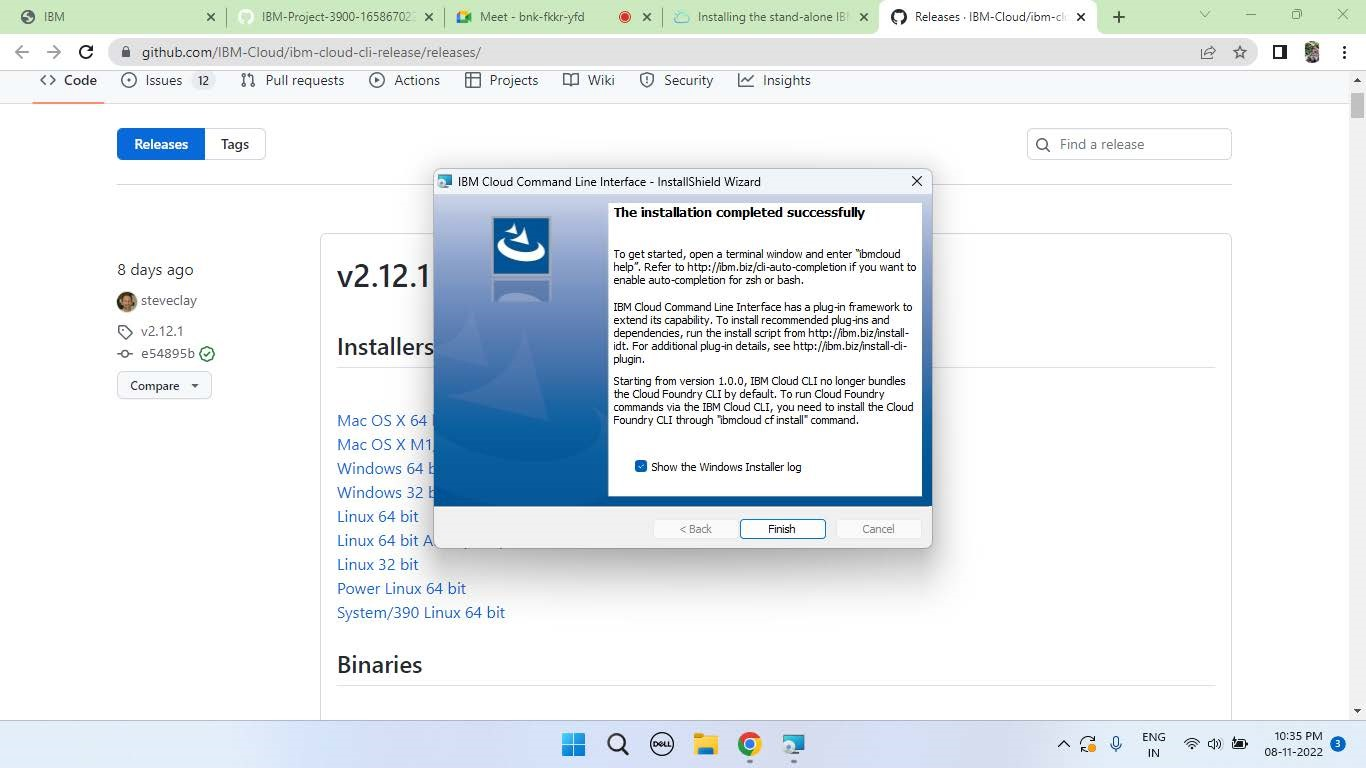 IBM
IBM-Project-3900-165867023
Meet - bnk-fkkr-yfd
Installing the stand-alone IB
Releases · IBM-Cloud/ibm-cl
github.com/IBM-Cloud/ibm-cloud-cli-release/releases/
Code
Issues 12
Pull requests
Actions
Projects
Wiki
Security
Insights
Releases
Tags
Find a release
8 days ago
steveclay
v2.12.1
e54895b
Compare
v2.12.1
Installers
Mac OS X 64
Mac OS X M1
Windows 64 b
Windows 32 b
Linux 64 bit
Linux 64 bit A
Linux 32 bit
Power Linux 64 bit
System/390 Linux 64 bit
Binaries
IBM Cloud Command Line Interface - InstallShield Wizard
The installation completed successfully
To get started, open a terminal window and enter "ibmcloud
help". Refer to http://ibm.biz/cli-auto-completion if you want to
enable auto-completion for zsh or bash.
IBM Cloud Command Line Interface has a plug-in framework to
extend its capability. To install recommended plug-ins and
dependencies, run the install script from http://ibm.biz/install-
idt. For additional plug-in details, see http://ibm.biz/install-cli-
plugin.
Starting from version 1.0.0, IBM Cloud CLI no longer bundles
the Cloud Foundry CLI by default. To run Cloud Foundry
commands via the IBM Cloud CLI, you need to install the Cloud
Foundry CLI through "ibmcloud cf install" command.
Show the Windows Installer log
< Back
Finish
Cancel
DELL
ENG
IN
10:35 PM
08-11-2022
3